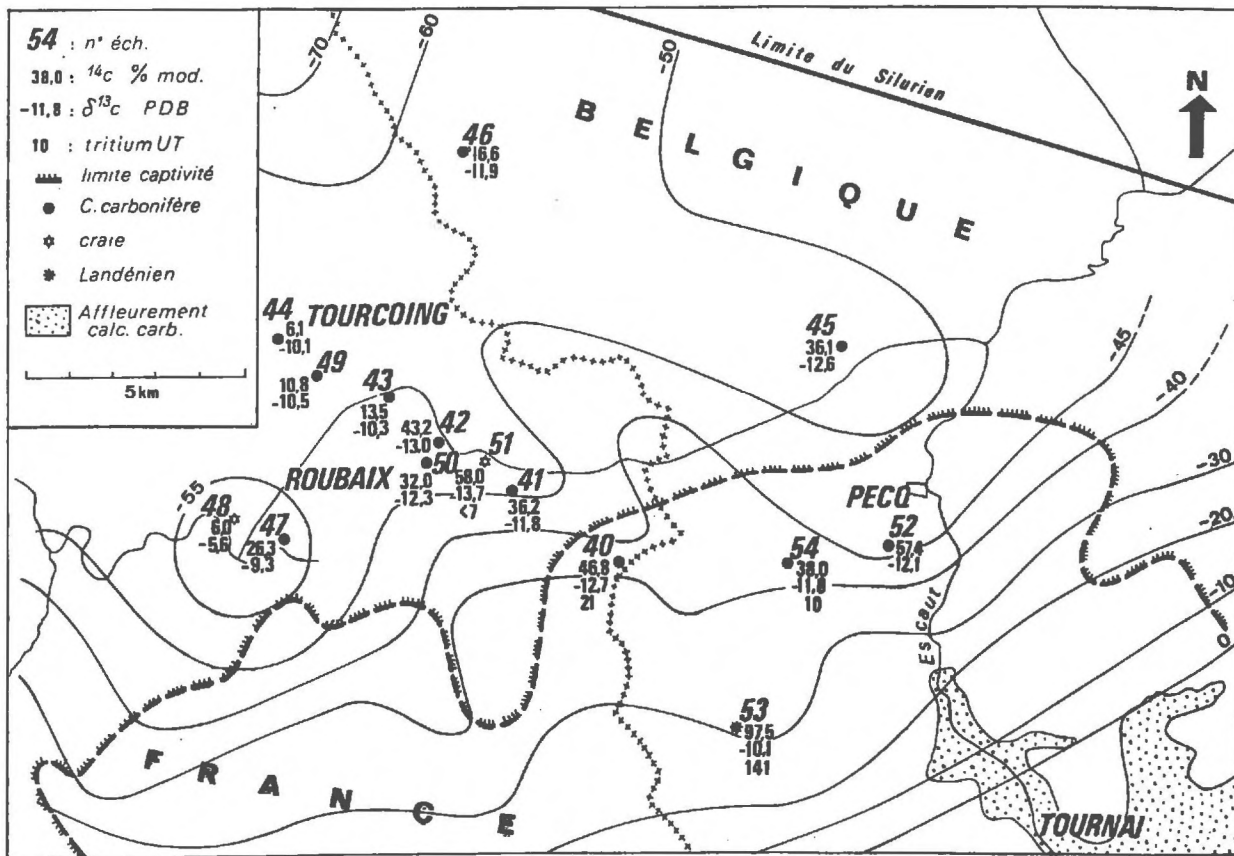 54 : n° éch.
38,0 : ¹⁴c % mod.
-11,8 : δ¹³c PDB
10 : tritium UT
limite captivité
C. carbonifère
craie
Landénien
Affleurement
calc. carb.
5km
-70
-60
-50
Limite du Silurien
N
BELGIQUE
46
16,6
-11,9
44
6,1
-10,1
TOURCOING
49
10,8
-10,5
43
13,5
-10,3
45
36,1
-12,6
-45
-40
42
43,2
-13,0
51
58,0
-13,7
<7
50
32,0
-12,3
ROUBAIX
41
36,2
-11,8
-30
PECQ
-55
48
6,0
-5,6
47
26,3
-9,3
-20
40
46,8
-12,7
21
54
38,0
-11,8
10
52
57,4
-12,1
-10
0
Escaut
53
97,5
-10,1
141
FRANCE
TOURNAI